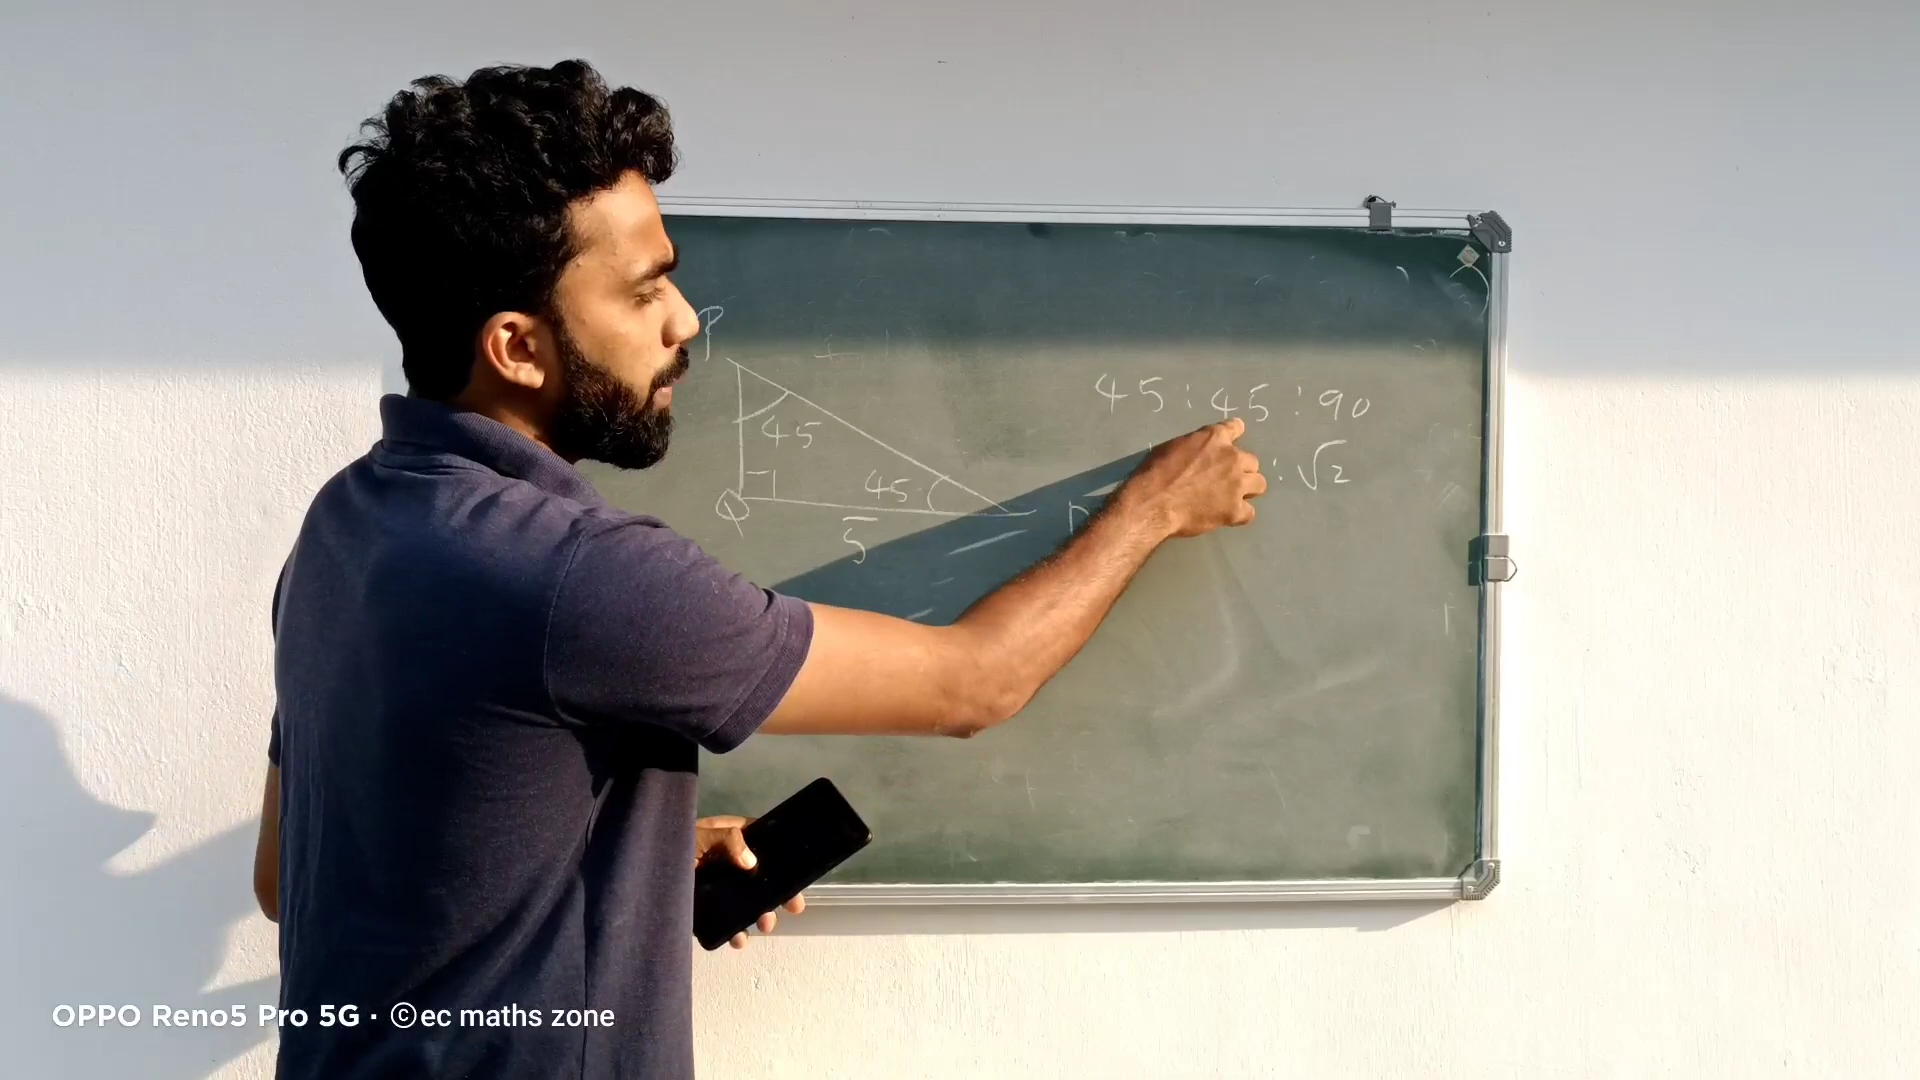 P
45
45
Q
5
45 : 45 : 90
: √2
OPPO Reno5 Pro 5G · ©ec maths zone